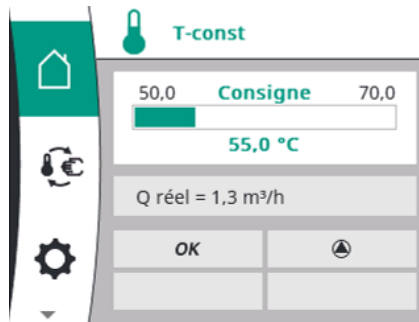 T-const
50,0 Consigne 70,0
55,0 °C
Q réel = 1,3 m³/h
OK